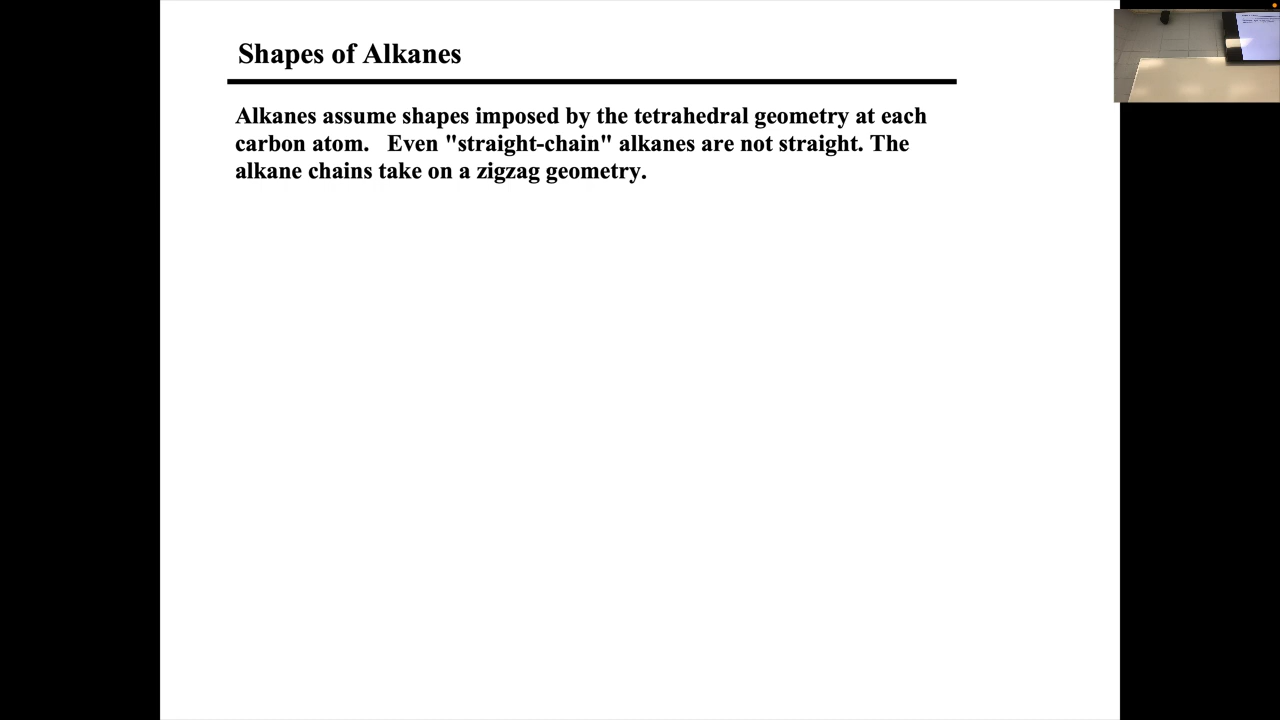 Shapes of Alkanes
Alkanes assume shapes imposed by the tetrahedral geometry at each
carbon atom.   Even "straight-chain" alkanes are not straight. The
alkane chains take on a zigzag geometry.